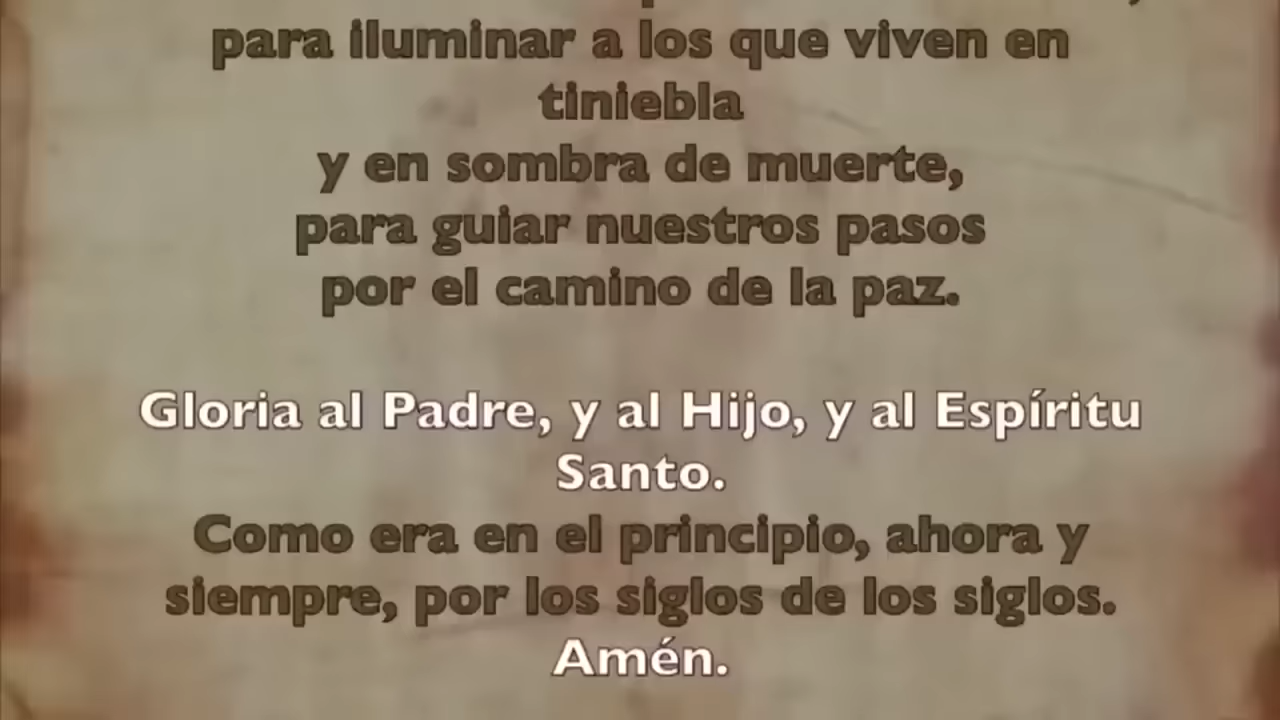 para iluminar a los que viven en
tiniebla
y en sombra de muerte,
para guiar nuestros pasos
por el camino de la paz.
Gloria al Padre, y al Hijo, y al Espíritu
Santo.
Como era en el principio, ahora y
siempre, por los siglos de los siglos.
Amén.